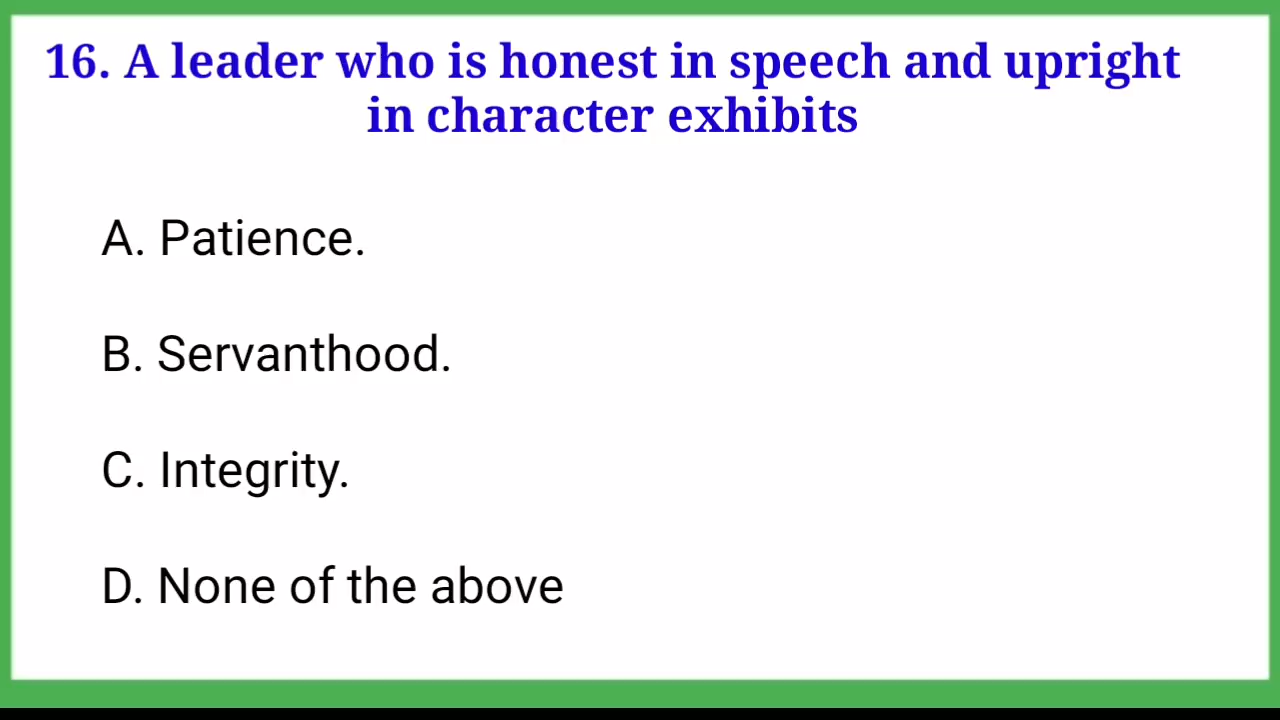 16. A leader who is honest in speech and upright
in character exhibits
A. Patience.
B. Servanthood.
C. Integrity.
D. None of the above